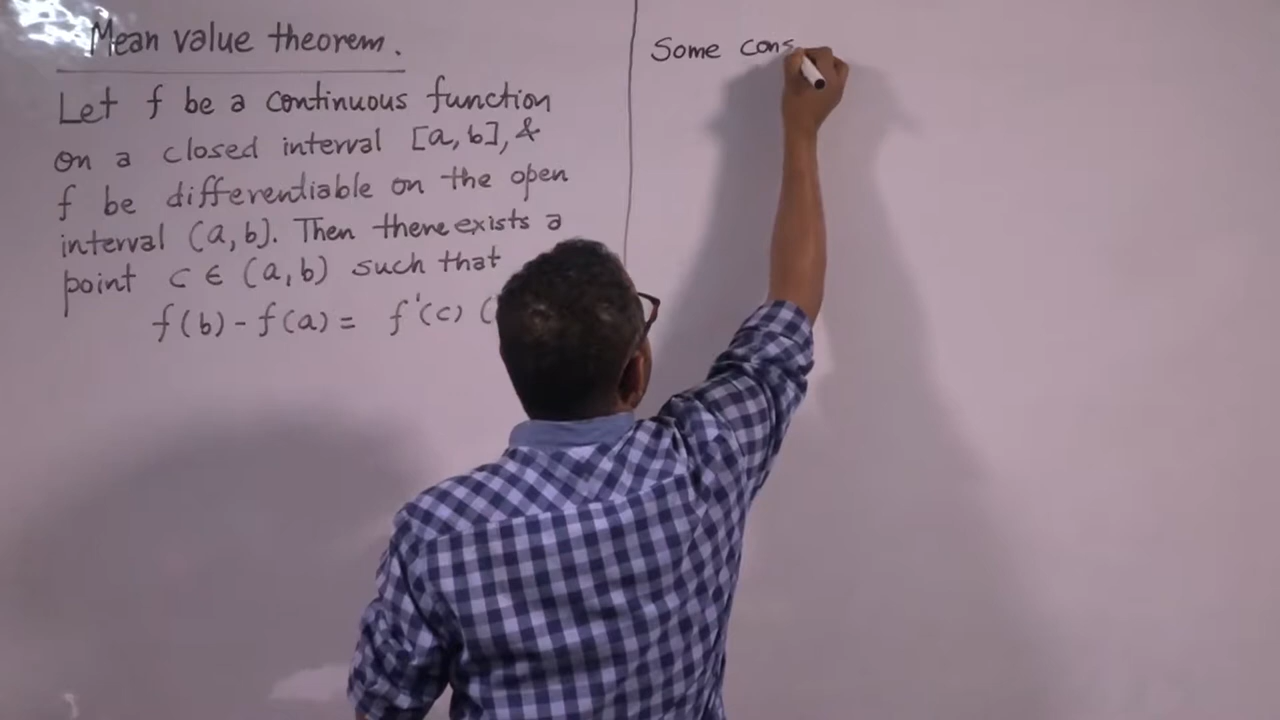 Mean value theorem.
Let f be a continuous function
on a closed interval [a, b], &
f be differentiable on the open
interval (a, b). Then there exists a
point c ∈ (a, b) such that
f(b) - f(a) = f'(c) (
Some cons